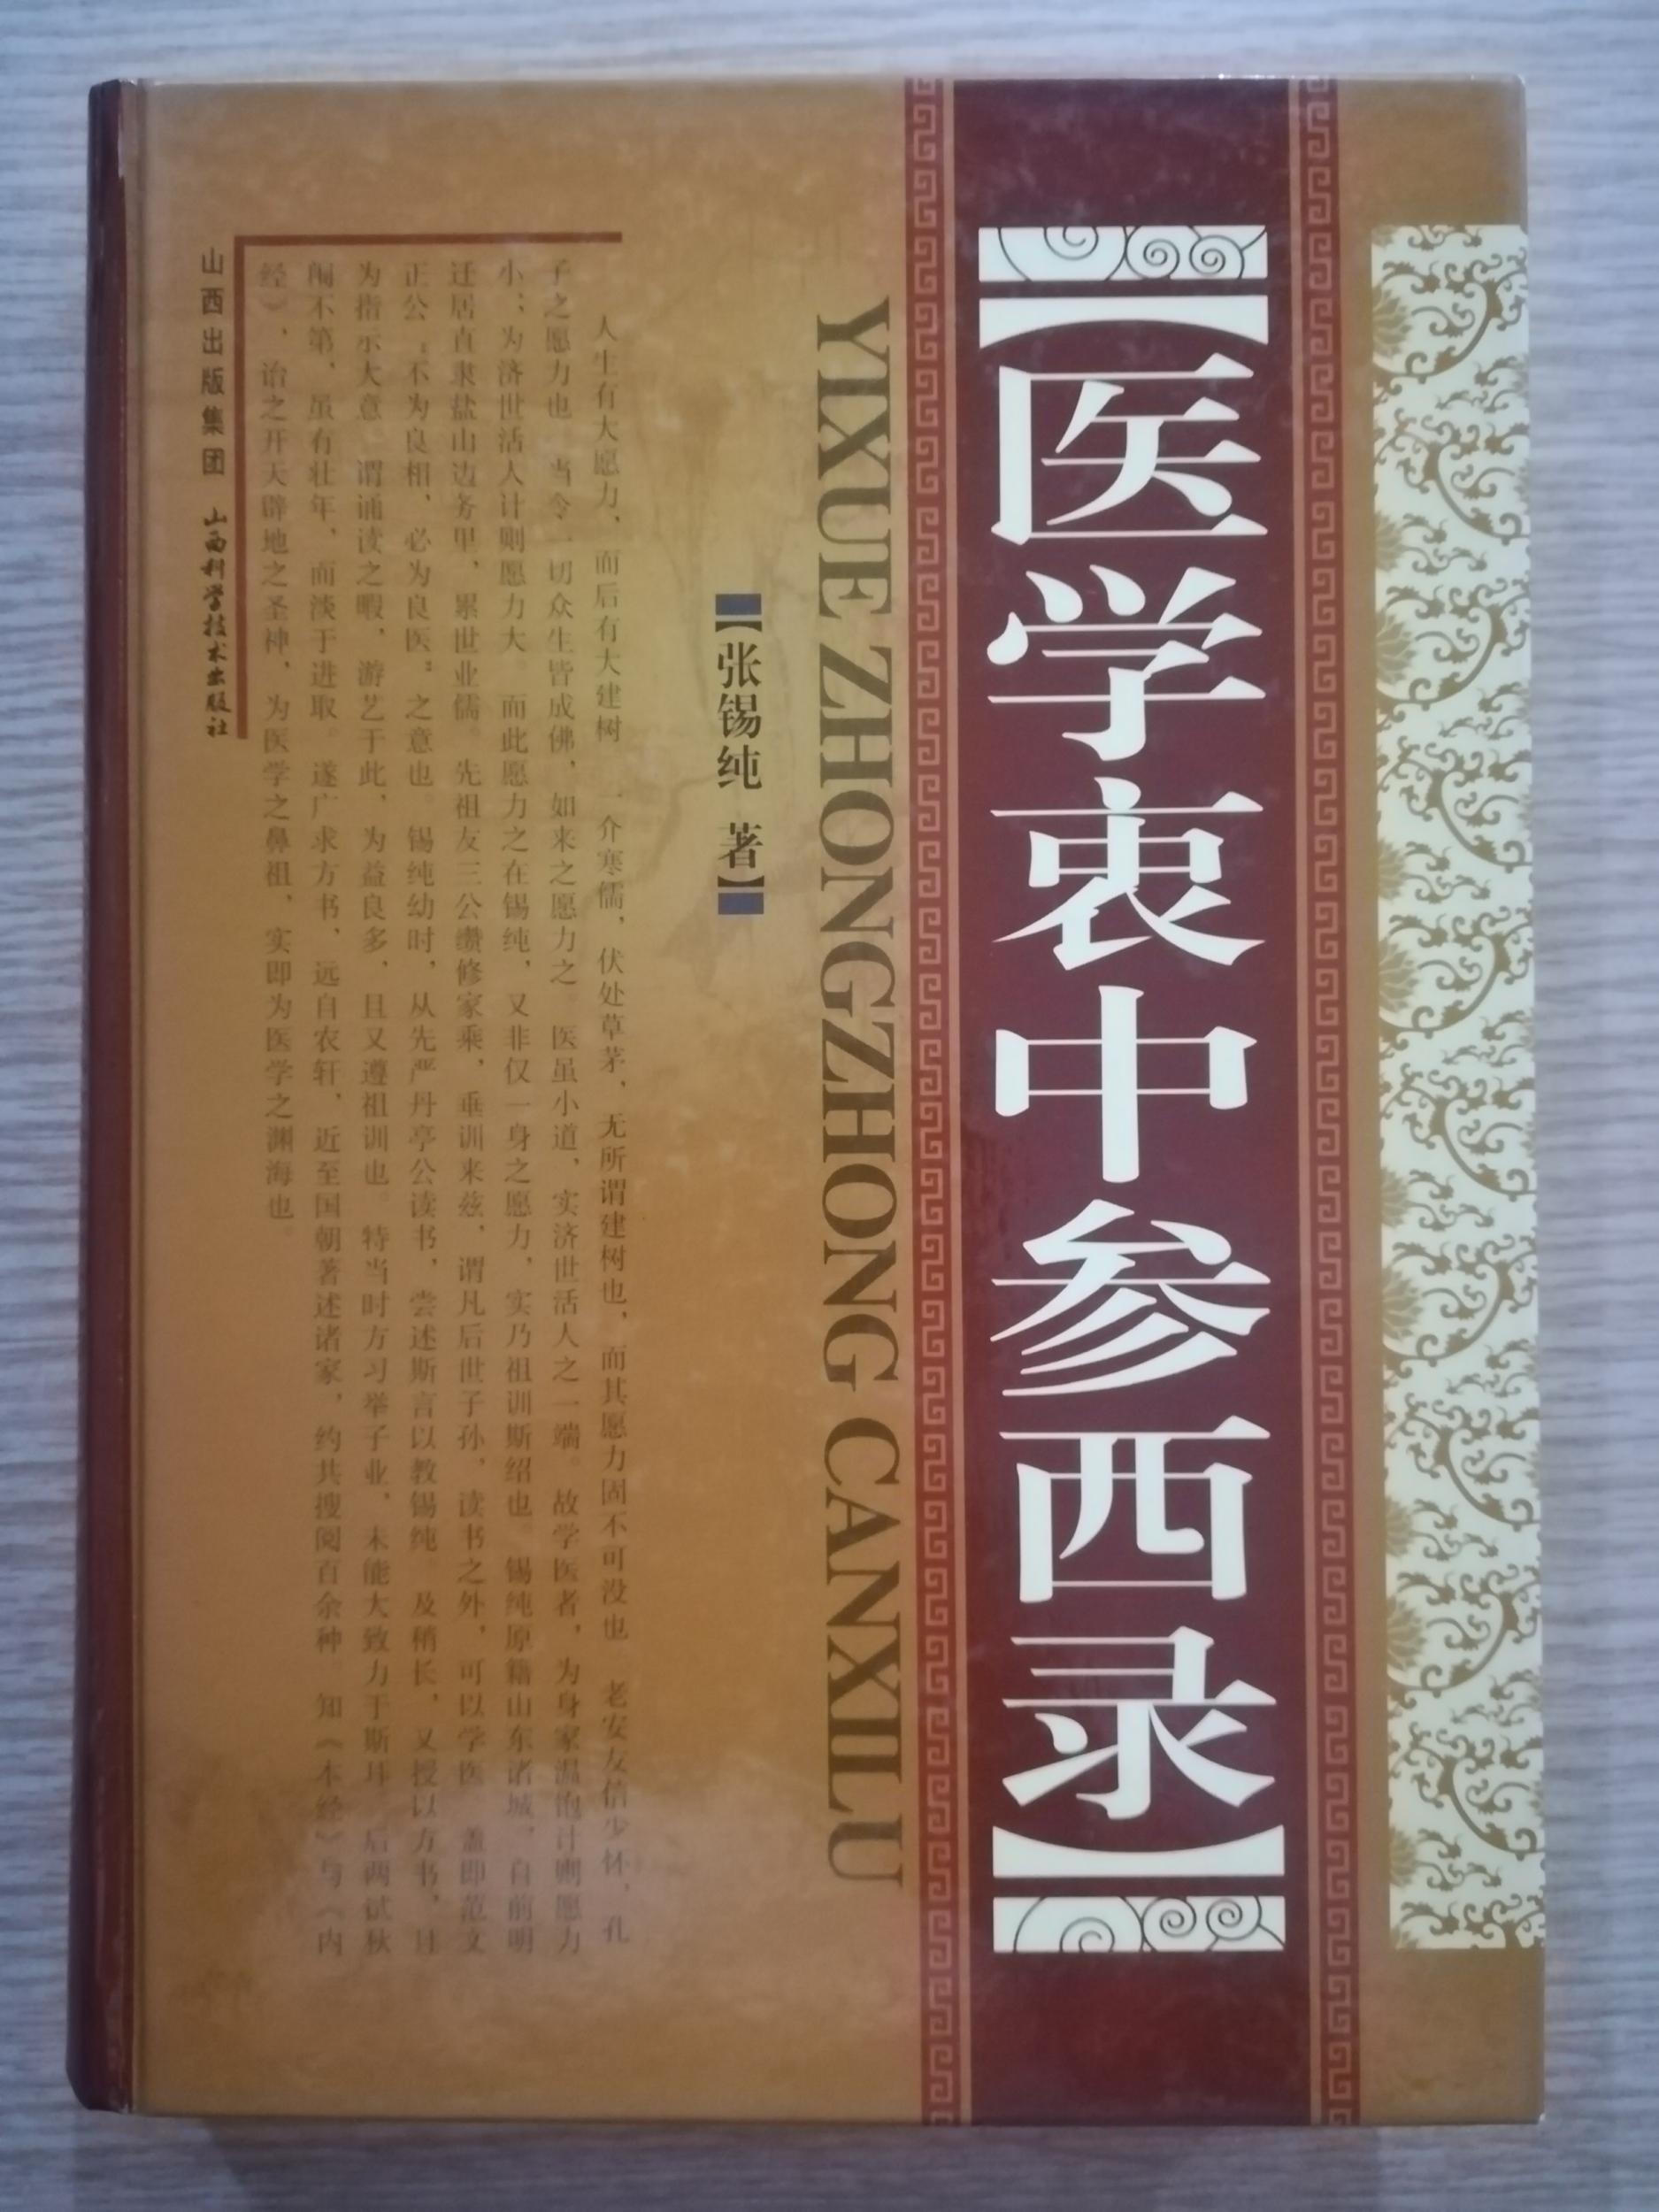 【医学衷中参西录】
YIXUE ZHONGZHONG CANXILU
【张锡纯 著】
人生有大愿力，而后有大建树 一介寒儒，伏处草茅，无所谓建树也，而其愿力固不可没也 老安友信少怀，孔
子之愿力也 当令一切众生皆成佛，如来之愿力之 医虽小道，实济世活人之一端。故学医者，为身家温饱计则愿力
小；为济世活人计则愿力大。而此愿力之在锡纯，又非仅一身之愿力，实乃祖训斯绍也。锡纯原籍山东诸城，自前明
迁居直隶盐山边务里，累世业儒。先祖友三公缵修家乘，垂训来兹，谓凡后世子孙，读书之外，可以学医 盖即范文
正公“不为良相，必为良医”之意也。锡纯幼时，从先严丹亭公读书，尝述斯言以教锡纯。及稍长，又授以方书，且
为指示大意。谓诵读之暇，游艺于此，为益良多，且又遵祖训也。特当时方习举子业，未能大致力于斯耳。后两试秋
闱不第，虽有壮年，而淡于进取。遂广求方书，远自农轩，近至国朝著述诸家，约共搜阅百余种 知《本经》与《内
经》，诒之开天辟地之圣神，为医学之鼻祖，实即为医学之渊海也。
山西出版集团 山西科学技术出版社